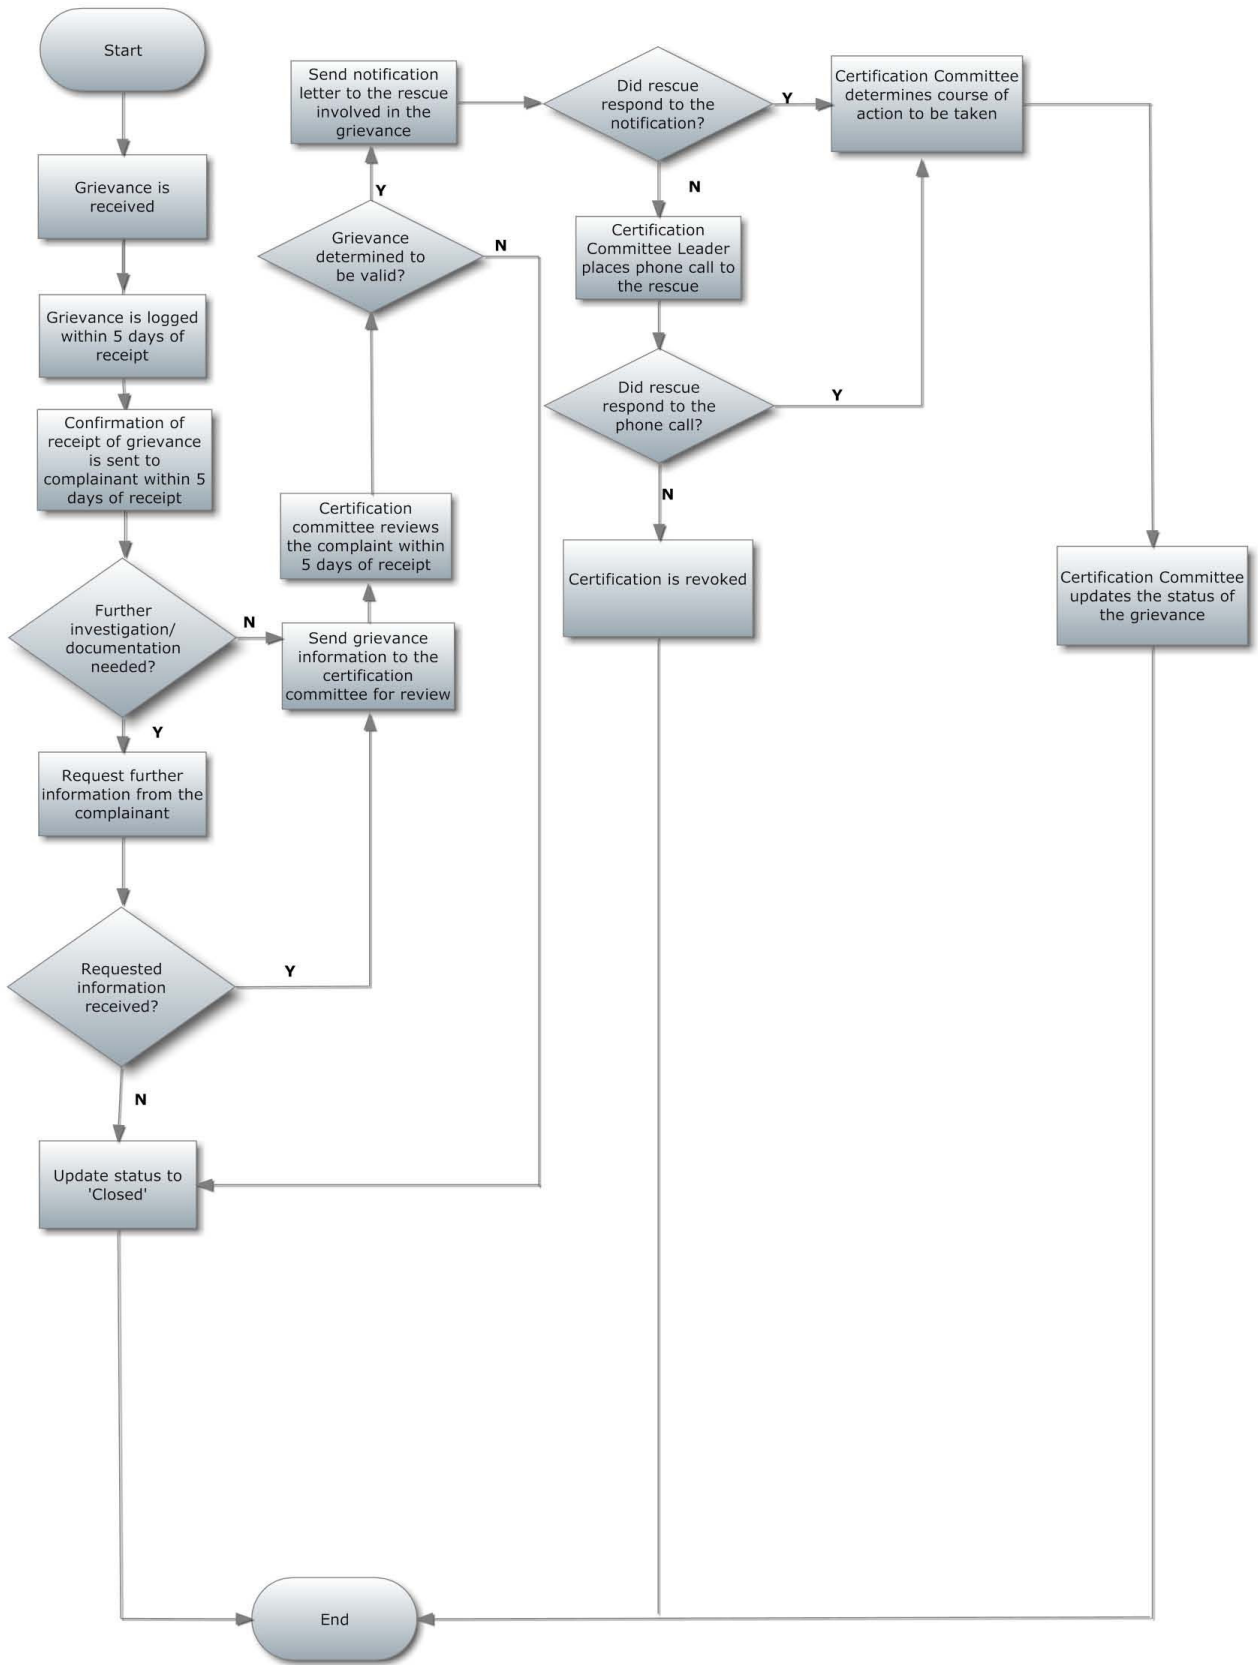 Start
Grievance is
received
Grievance is logged
within 5 days of
receipt
Confirmation of
receipt of grievance
is sent to
complainant within 5
days of receipt
Further
investigation/
documentation
needed?
N
Y
Request further
information from the
complainant
Requested
information
received?
Y
N
Update status to
'Closed'
Send grievance
information to the
certification
committee for review
Certification
committee reviews
the complaint within
5 days of receipt
Grievance
determined to
be valid?
N
Y
Send notification
letter to the rescue
involved in the
grievance
Did rescue
respond to the
notification?
Y
N
Certification
Committee Leader
places phone call to
the rescue
Did rescue
respond to the
phone call?
Y
N
Certification is revoked
Certification Committee
determines course of
action to be taken
Certification Committee
updates the status of
the grievance
End